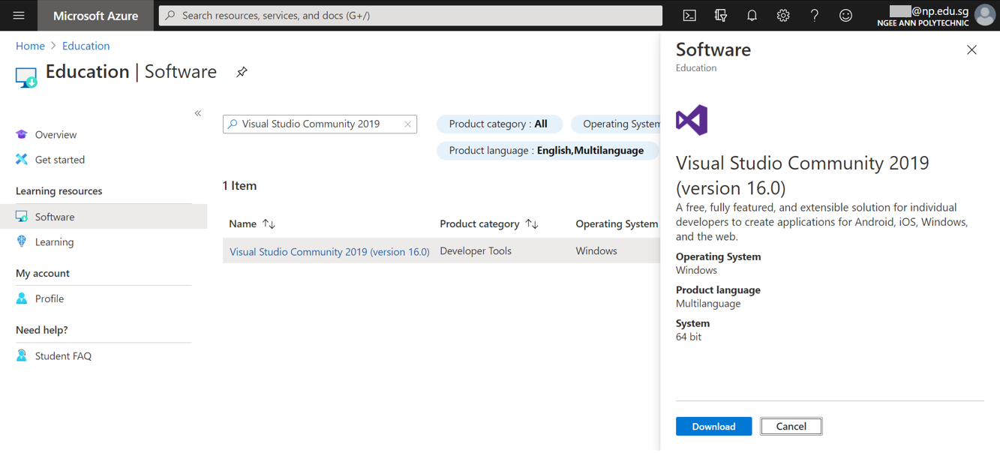 Microsoft Azure
Search resources, services, and docs (G+/)
@np.edu.sg
NGEE ANN POLYTECHNIC
Home > Education
Education | Software
«
Overview
Get started
Learning resources
Software
Learning
My account
Profile
Need help?
Student FAQ
Visual Studio Community 2019
Product category : All
Operating System
Product language : English,Multilanguage
1 Item
Name ↑↓ Product category ↑↓ Operating System
Visual Studio Community 2019 (version 16.0) Developer Tools Windows
Software
Education
Visual Studio Community 2019
(version 16.0)
A free, fully featured, and extensible solution for individual
developers to create applications for Android, iOS, Windows,
and the web.
Operating System
Windows
Product language
Multilanguage
System
64 bit
Download
Cancel